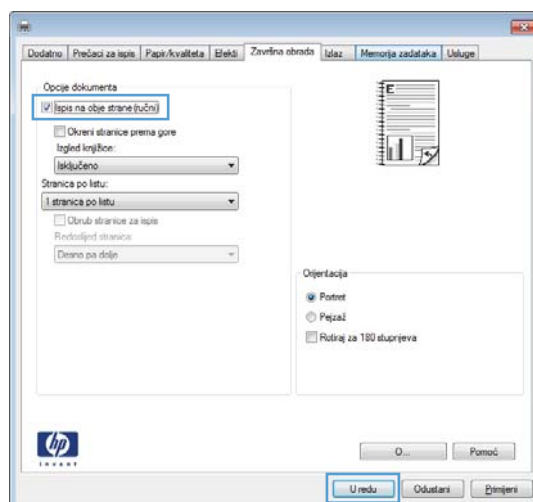 Dodatno Prečaci za ispis Papir/kvaliteta Efekti Završna obrada Izlaz Memorija zadataka Usluge
Opcije dokumenta
Ispis na obje strane (ručni)
Okreni stranice prema gore
Izgled knjižice:
Isključeno
Stranica po listu:
1 stranica po listu
Obrub stranice za ispis
Redoslijed stranica:
Desno pa dolje
E
Orijentacija
Portret
Pejzaž
Rotiraj za 180 stupnjeva
hp
invent
O... Pomoć
U redu Odustani Primijeni